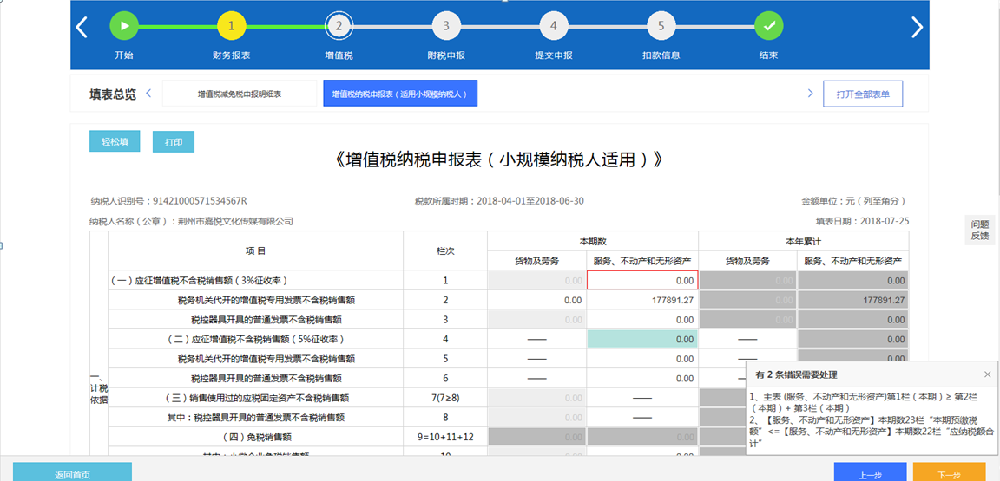 1 2 3 4 5
开始 财务报表 增值税 附税申报 提交申报 扣款信息 结束
填表总览 增值税减免税申报明细表 增值税纳税申报表（适用小规模纳税人） 打开全部表单
轻松填 打印
《增值税纳税申报表（小规模纳税人适用）》
纳税人识别号：91421000571534567R 税款所属时期：2018-04-01至2018-06-30 金额单位：元（列至角分）
纳税人名称（公章）：荆州市嘉悦文化传媒有限公司 填表日期：2018-07-25
问题
反馈
项 目 栏次 本期数 本年累计
货物及劳务 服务、不动产和无形资产 货物及劳务 服务、不动产和无形资产
（一）应征增值税不含税销售额（3%征收率） 1 0.00 0.00 0.00 0.00
税务机关代开的增值税专用发票不含税销售额 2 0.00 177891.27 0.00 177891.27
税控器具开具的普通发票不含税销售额 3 0.00 0.00 0.00 0.00
（二）应征增值税不含税销售额（5%征收率） 4 —— 0.00 —— 0.00
税务机关代开的增值税专用发票不含税销售额 5 —— 0.00 —— 0.00
税控器具开具的普通发票不含税销售额 6 —— 0.00
一、
计税
依据
（三）销售使用过的应税固定资产不含税销售额 7(7≥8) 0.00 ——
其中：税控器具开具的普通发票不含税销售额 8 0.00 ——
（四）免税销售额 9=10+11+12 0.00 0.00
其中：小微企业免税销售额 10 0.00 0.00
有 2 条错误需要处理
1、主表 (服务、不动产和无形资产)第1栏（本期）≥ 第2栏
（本期）+ 第3栏（本期）
2、【服务、不动产和无形资产】本期数23栏“本期预缴税
额” <=【服务、不动产和无形资产】本期数22栏“应纳税额合
计”
返回首页 上一步 下一步